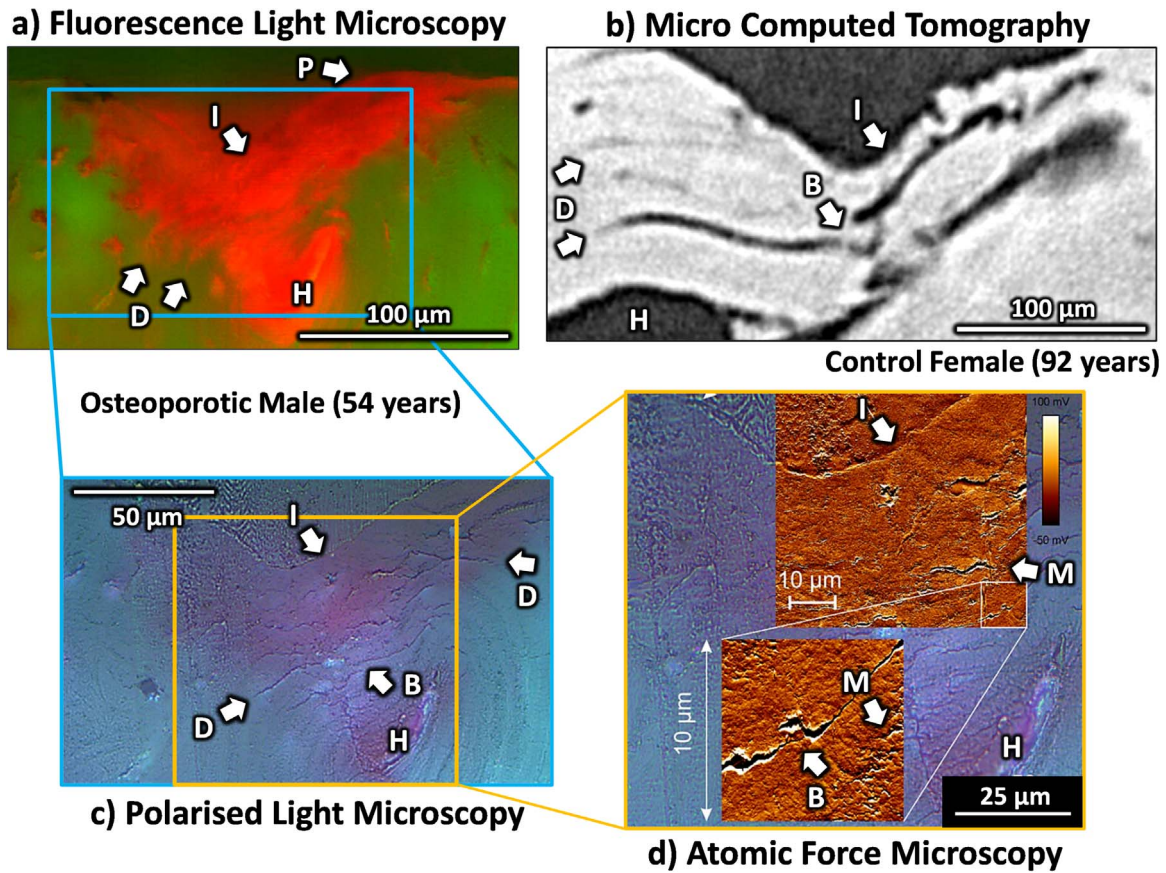 a) Fluorescence Light Microscopy
P
I
D
H
100 µm
b) Micro Computed Tomography
I
B
D
H
100 µm
Control Female (92 years)
Osteoporotic Male (54 years)
50 µm
I
D
B
D
H
c) Polarised Light Microscopy
I
100 mV
-50 mV
M
10 µm
10 µm
M
B
H
25 µm
d) Atomic Force Microscopy